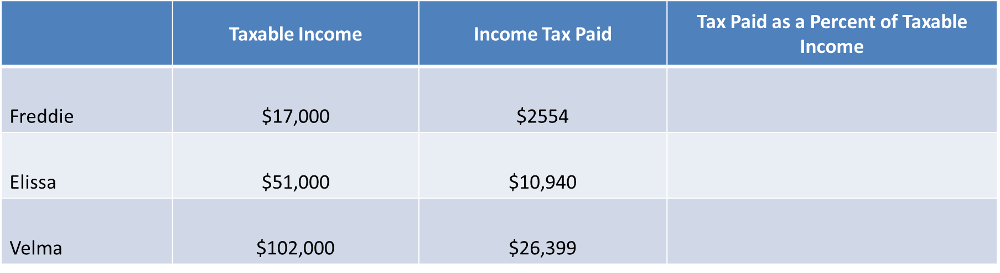 Taxable Income
Income Tax Paid
Tax Paid as a Percent of Taxable
Income
Freddie $17,000 $2554
Elissa $51,000 $10,940
Velma $102,000 $26,399